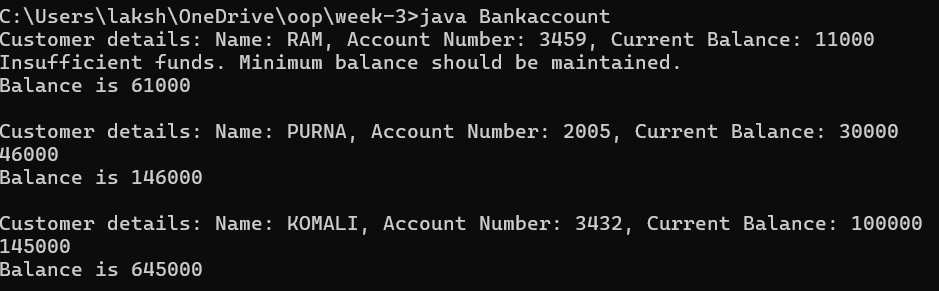 C:\Users\laksh\OneDrive\oop\week-3>java Bankaccount
Customer details: Name: RAM, Account Number: 3459, Current Balance: 11000
Insufficient funds. Minimum balance should be maintained.
Balance is 61000
Customer details: Name: PURNA, Account Number: 2005, Current Balance: 30000
46000
Balance is 146000
Customer details: Name: KOMALI, Account Number: 3432, Current Balance: 100000
145000
Balance is 645000